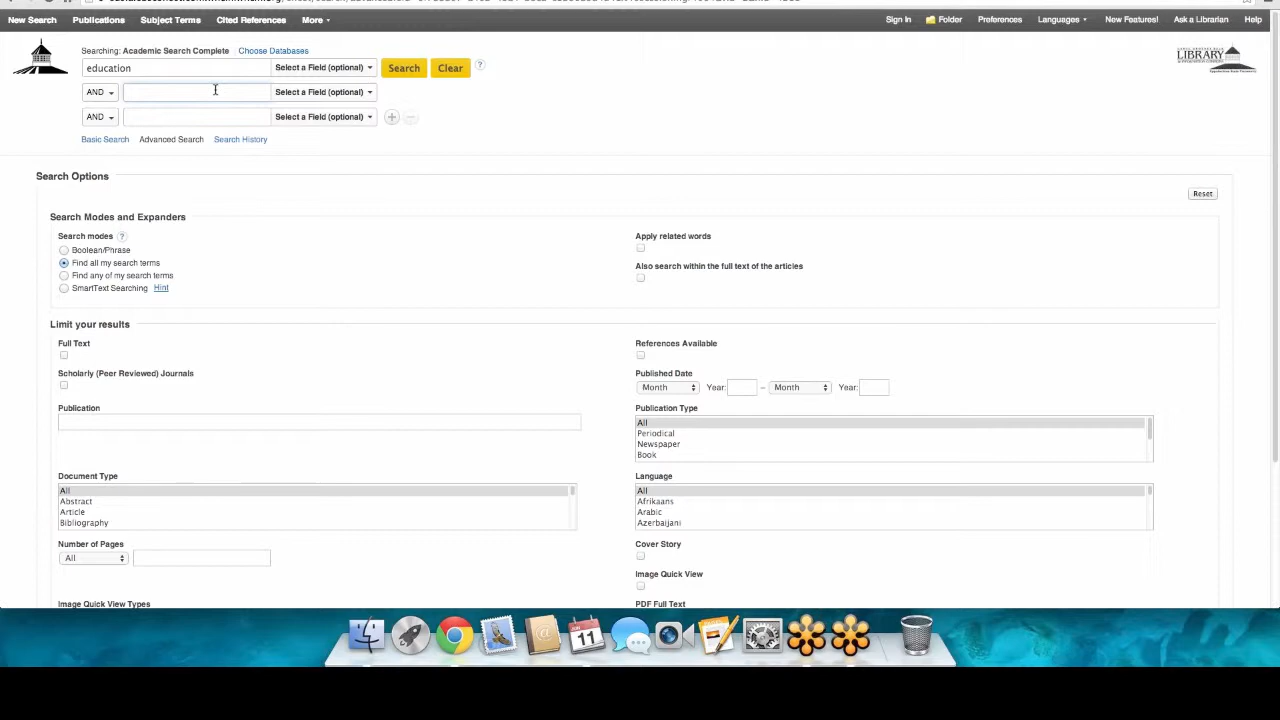 New Search Publications Subject Terms Cited References More Sign In Folder Preferences Languages New Features! Ask a Librarian Help
Searching: Academic Search Complete Choose Databases
education Select a Field (optional) Search Clear ?
AND Select a Field (optional)
AND Select a Field (optional)
Basic Search Advanced Search Search History
LIBRARY
Search Options
Reset
Search Modes and Expanders
Search modes ?
Boolean/Phrase
Find all my search terms
Find any of my search terms
SmartText Searching Hint
Apply related words
Also search within the full text of the articles
Limit your results
Full Text
References Available
Scholarly (Peer Reviewed) Journals
Published Date
Month Year: – Month Year:
Publication
Publication Type
All
Periodical
Newspaper
Book
Document Type
All
Abstract
Article
Bibliography
Language
All
Afrikaans
Arabic
Azerbaijani
Number of Pages
All
Cover Story
Image Quick View
Image Quick View Types
PDF Full Text
11